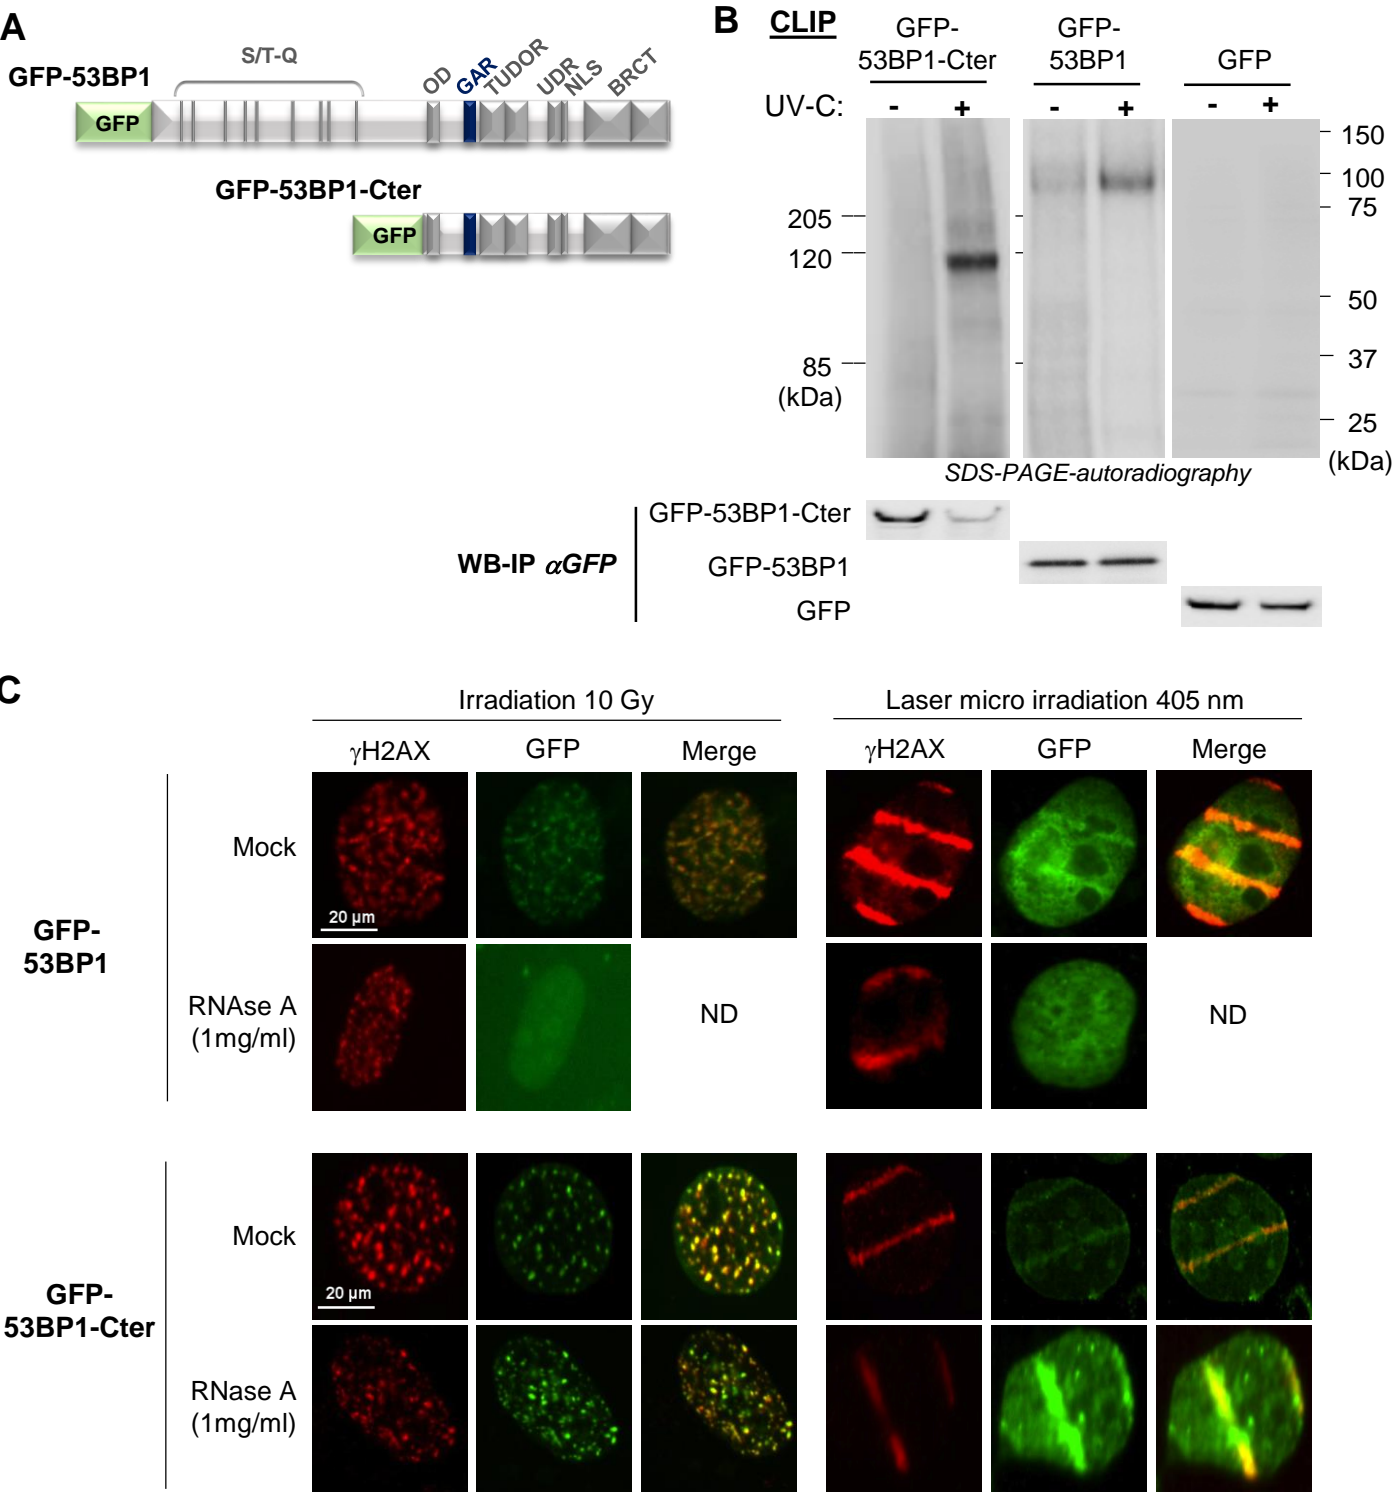 A
GFP-53BP1
S/T-Q
OD
GAR
TUDOR
UDR
NLS
BRCT
GFP
GFP-53BP1-Cter
GFP
B
CLIP
GFP-
53BP1-Cter
GFP-
53BP1
GFP
UV-C:
- + - + - +
205
120
85
(kDa)
150
100
75
50
37
25
(kDa)
SDS-PAGE-autoradiography
WB-IP αGFP
GFP-53BP1-Cter
GFP-53BP1
GFP
C
Irradiation 10 Gy
Laser micro irradiation 405 nm
γH2AX GFP Merge γH2AX GFP Merge
GFP-
53BP1
Mock
20 µm
RNAse A
(1mg/ml)
ND
ND
GFP-
53BP1-Cter
Mock
20 µm
RNase A
(1mg/ml)